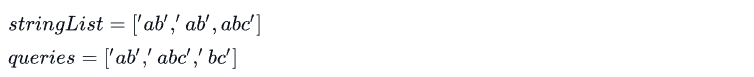 stringList = ['ab',' ab', abc']
queries = ['ab',' abc',' bc']